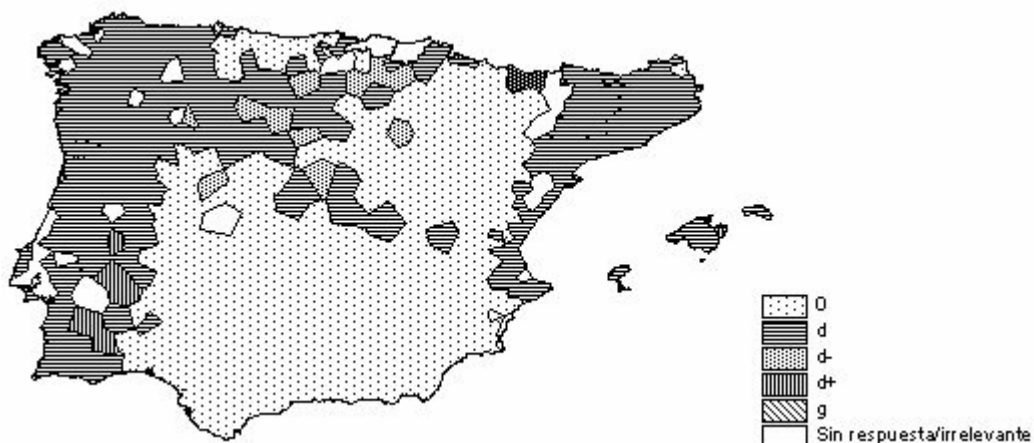 0
d
d-
d+
g
Sin respuesta/irrelevante